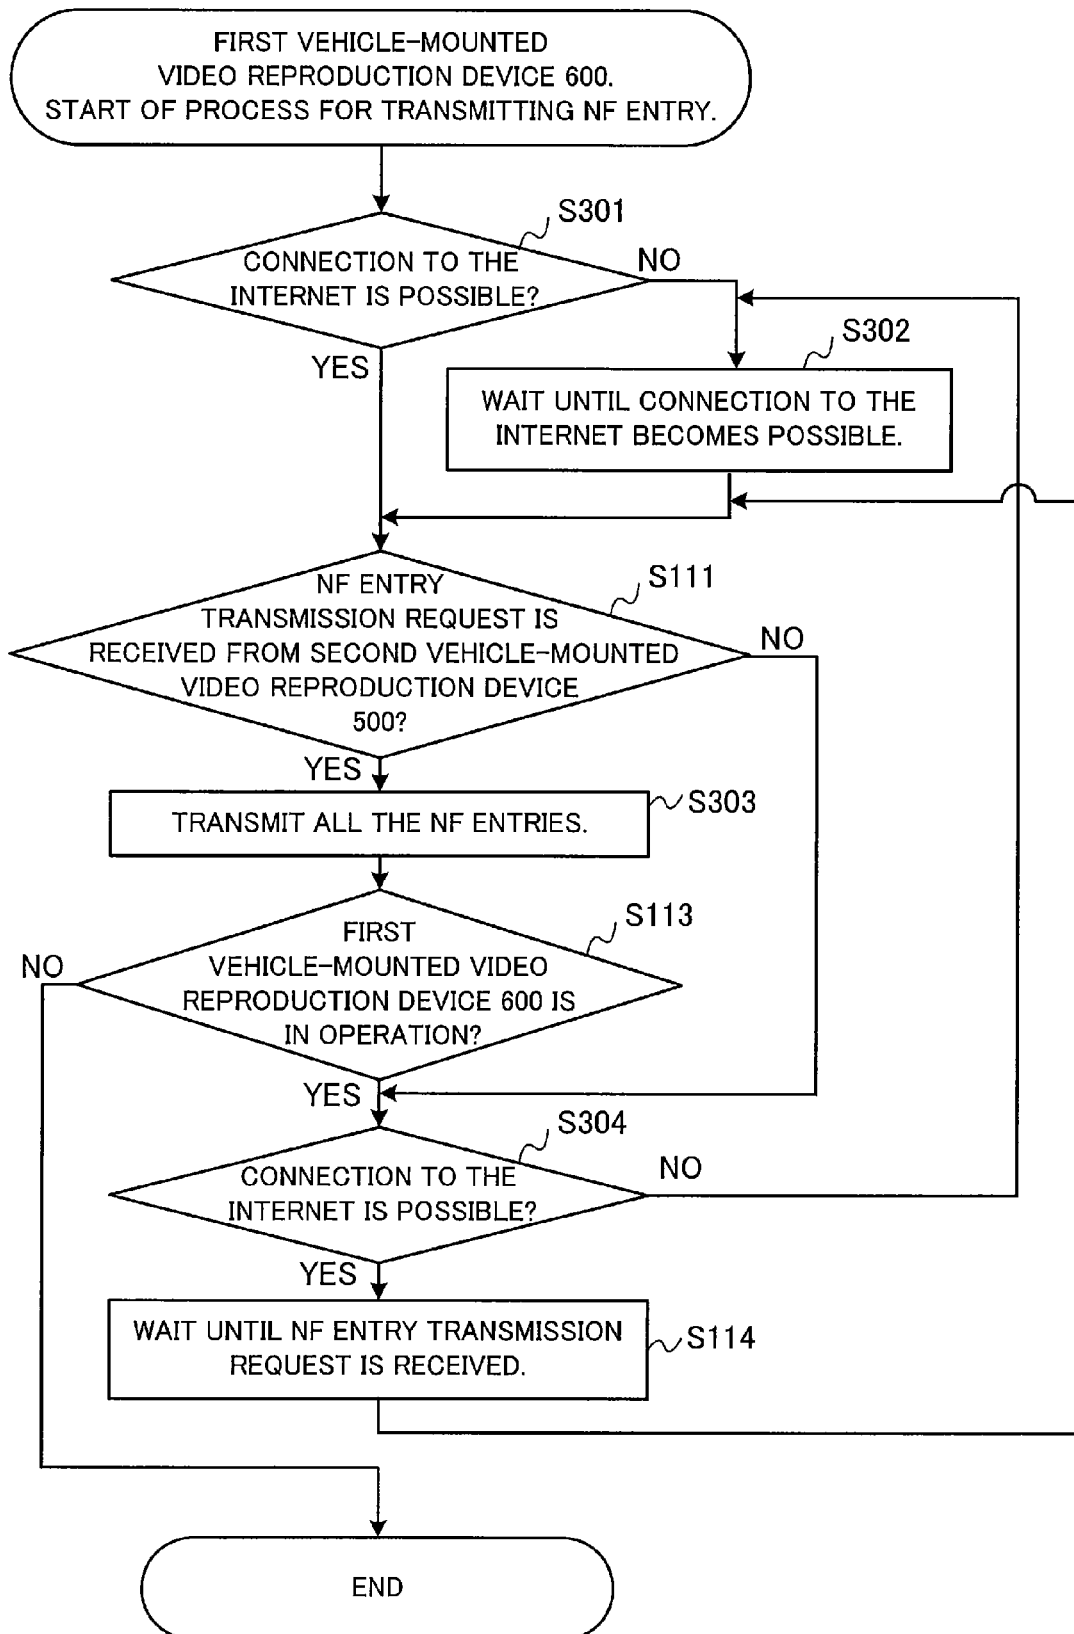 FIRST VEHICLE-MOUNTED
VIDEO REPRODUCTION DEVICE 600.
START OF PROCESS FOR TRANSMITTING NF ENTRY.
S301
CONNECTION TO THE
INTERNET IS POSSIBLE?
NO
YES
S302
WAIT UNTIL CONNECTION TO THE
INTERNET BECOMES POSSIBLE.
S111
NF ENTRY
TRANSMISSION REQUEST IS
RECEIVED FROM SECOND VEHICLE-MOUNTED
VIDEO REPRODUCTION DEVICE
500?
NO
YES
S303
TRANSMIT ALL THE NF ENTRIES.
S113
FIRST
VEHICLE-MOUNTED VIDEO
REPRODUCTION DEVICE 600 IS
IN OPERATION?
NO
YES
S304
CONNECTION TO THE
INTERNET IS POSSIBLE?
NO
YES
WAIT UNTIL NF ENTRY TRANSMISSION
REQUEST IS RECEIVED.
S114
END